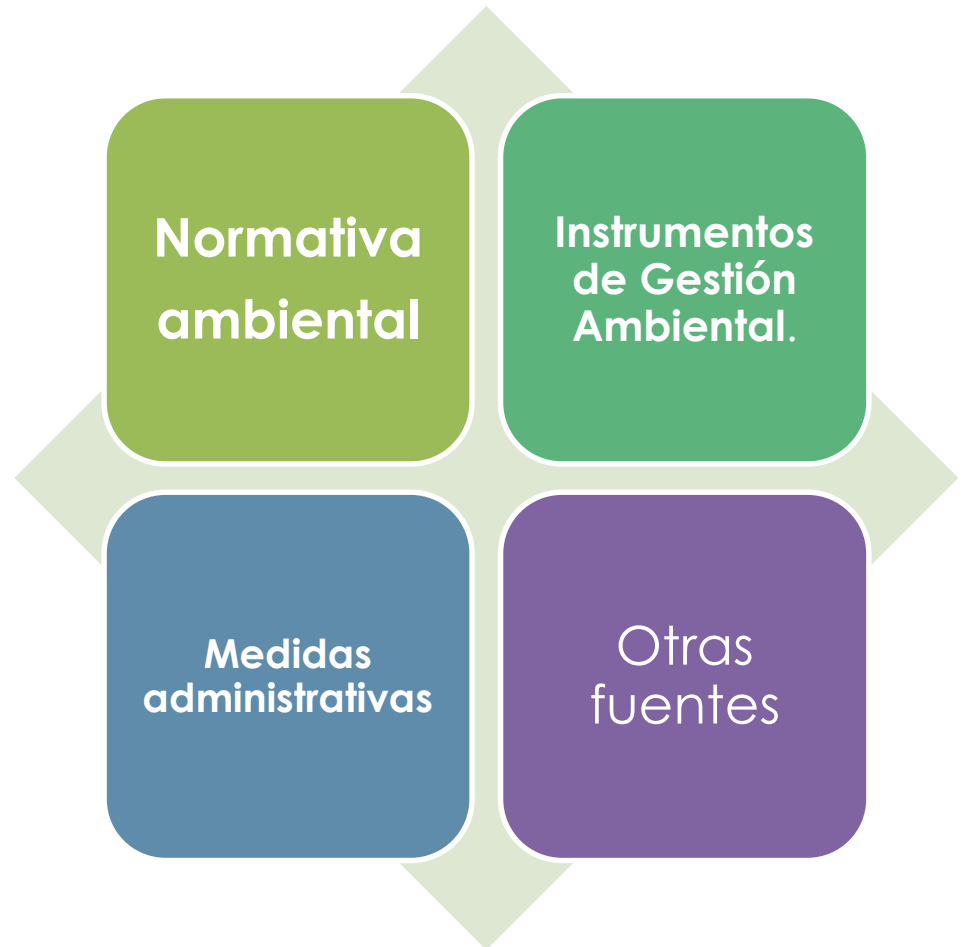 Normativa
ambiental
Instrumentos
de Gestión
Ambiental.
Medidas
administrativas
Otras
fuentes